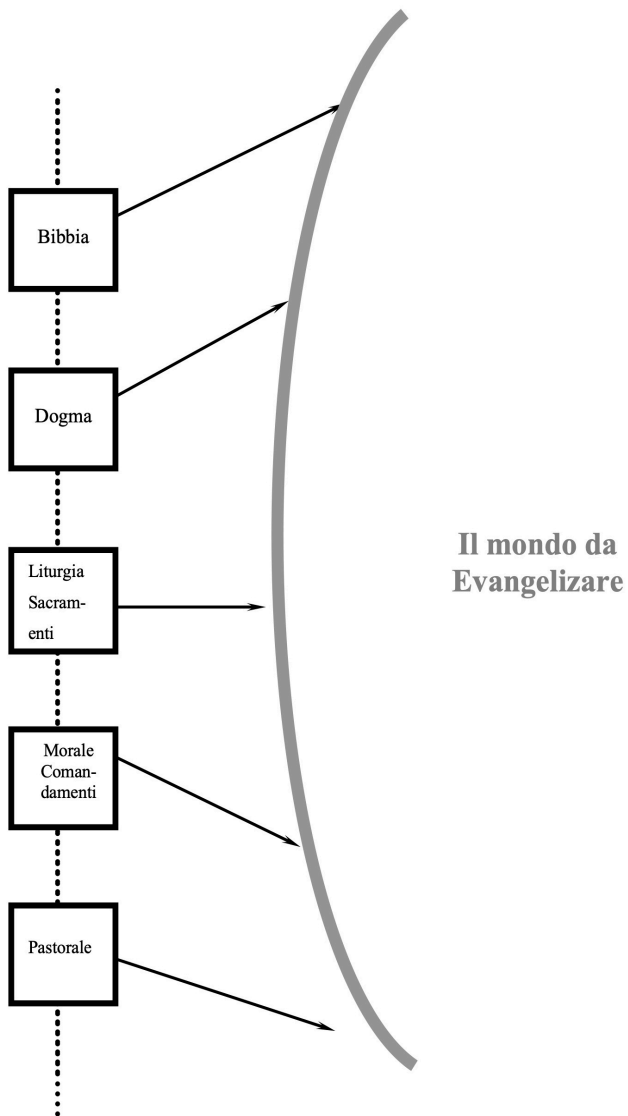 Bibbia
Dogma
Liturgia
Sacram-
enti
Morale
Coman-
damenti
Pastorale
Il mondo da
Evangelizare